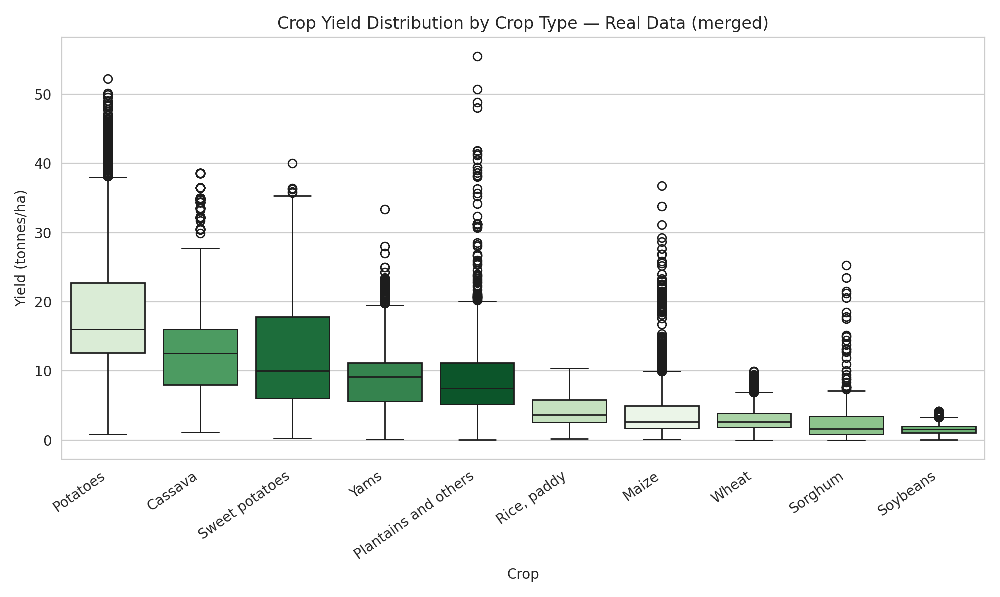 Crop Yield Distribution by Crop Type — Real Data (merged)
Yield (tonnes/ha)
50
40
30
20
10
0
Potatoes
Cassava
Sweet potatoes
Yams
Plantains and others
Rice, paddy
Maize
Wheat
Sorghum
Soybeans
Crop